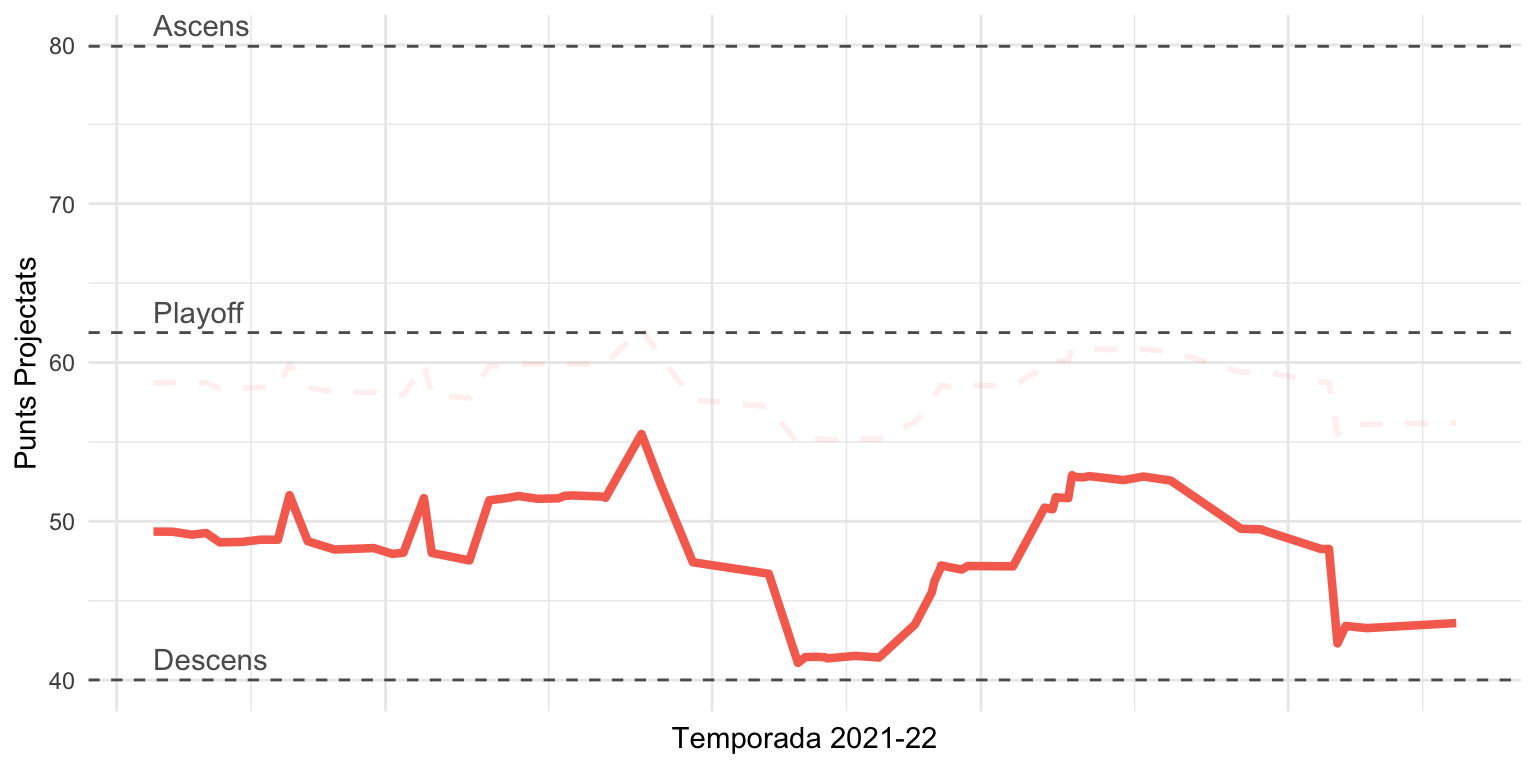 Ascens
80
70
Playoff
60
Punts Projectats
50
Descens
40
Temporada 2021-22